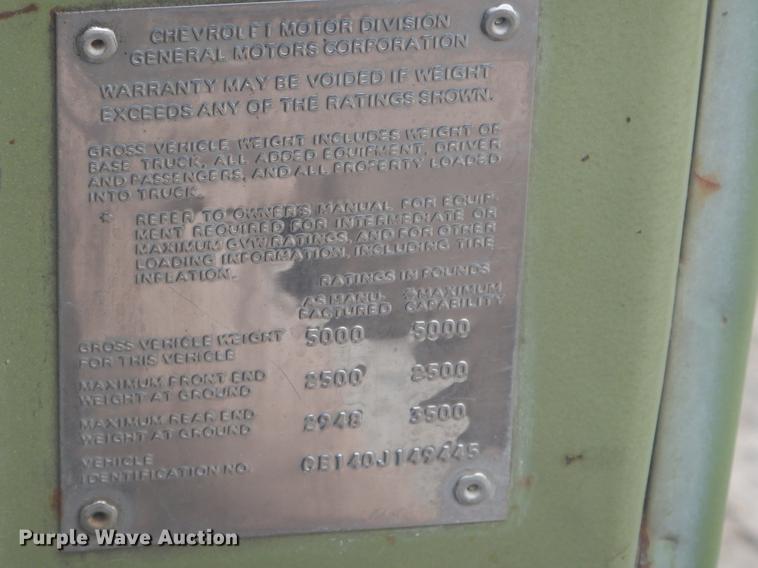 CHEVROLET MOTOR DIVISION
GENERAL MOTORS CORPORATION
WARRANTY MAY BE VOIDED IF WEIGHT
EXCEEDS ANY OF THE RATINGS SHOWN.
GROSS VEHICLE WEIGHT INCLUDES WEIGHT OF
BASE TRUCK, ALL ADDED EQUIPMENT, DRIVER
AND PASSENGERS, AND ALL PROPERTY LOADED
INTO TRUCK.
* REFER TO OWNER'S MANUAL FOR EQUIP-
MENT REQUIRED FOR INTERMEDIATE OR
MAXIMUM GVW RATINGS, AND FOR OTHER
LOADING INFORMATION, INCLUDING TIRE
INFLATION.
RATINGS IN POUNDS
AS MANU- *MAXIMUM
FACTURED CAPABILITY
GROSS VEHICLE WEIGHT 5000 5000
FOR THIS VEHICLE
MAXIMUM FRONT END 2500 2500
WEIGHT AT GROUND
MAXIMUM REAR END 2948 3500
WEIGHT AT GROUND
VEHICLE
IDENTIFICATION NO. CE140J149445
Purple Wave Auction